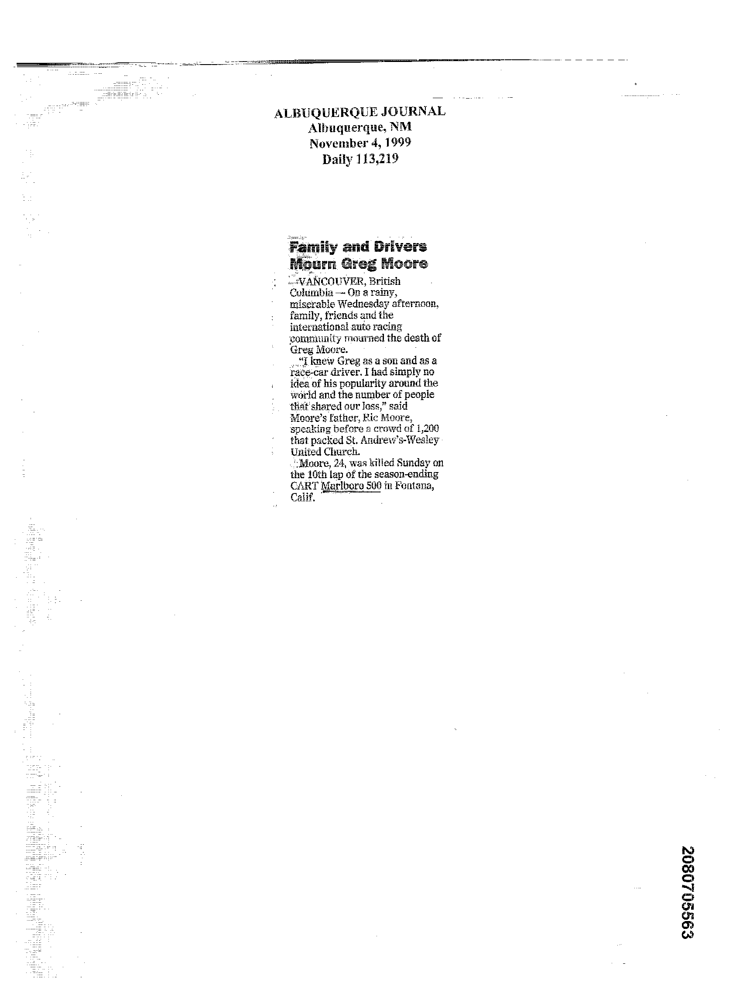 ALBUQUERQUE JOURNAL
Albuquerque, NM
November 4, 1999
Daily 113,219
Family and Drivers
Mourn Greg Moore
VANCOUVER, British
Columbia — On a rainy,
miserable Wednesday afternoon,
family, friends and the
international auto racing
community mourned the death of
Greg Moore.
"I knew Greg as a son and as a
race-car driver. I had simply no
idea of his popularity around the
world and the number of people
that shared our loss," said
Moore's father, Ric Moore,
speaking before a crowd of 1,200
that packed St. Andrew's-Wesley
United Church.
Moore, 24, was killed Sunday on
the 10th lap of the season-ending
CART Marlboro 500 in Fontana,
Calif.
2080705563